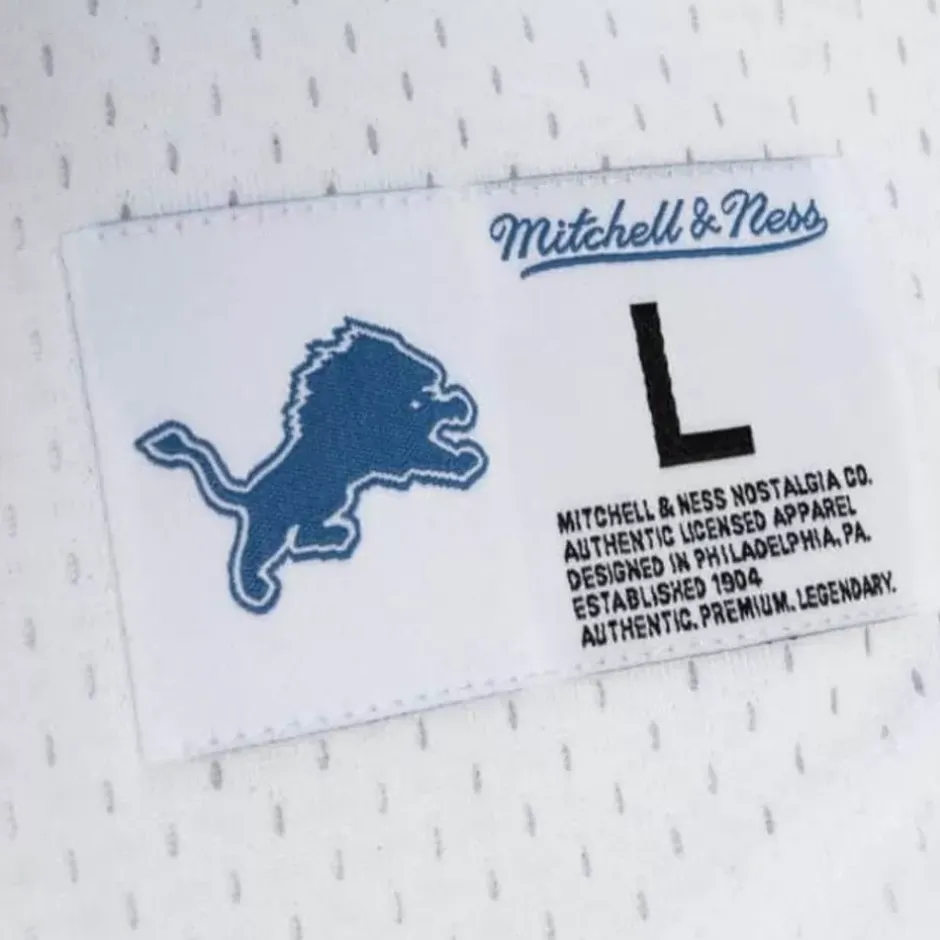 Mitchell & Ness
L
MITCHELL & NESS NOSTALGIA CO.
AUTHENTIC LICENSED APPAREL
DESIGNED IN PHILADELPHIA, PA.
ESTABLISHED 1904
AUTHENTIC. PREMIUM. LEGENDARY.